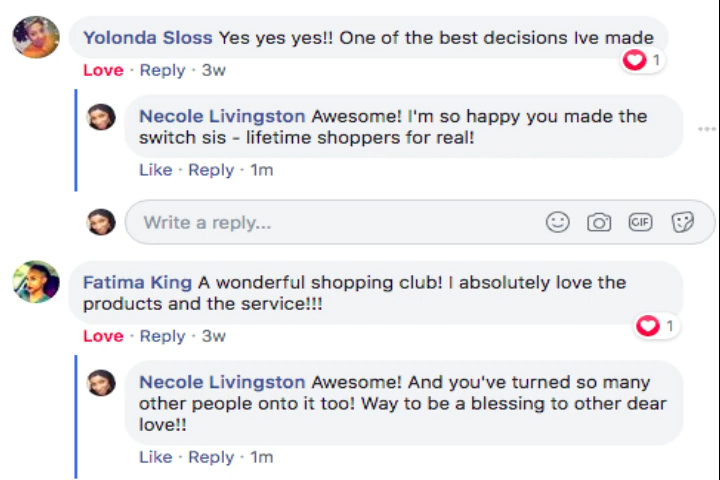 Yolonda Sloss Yes yes yes!! One of the best decisions Ive made
1
Love · Reply · 3w
Necole Livingston Awesome! I'm so happy you made the
switch sis - lifetime shoppers for real!
Like · Reply · 1m
Write a reply...
GIF
Fatima King A wonderful shopping club! I absolutely love the
products and the service!!!
1
Love · Reply · 3w
Necole Livingston Awesome! And you've turned so many
other people onto it too! Way to be a blessing to other dear
love!!
Like · Reply · 1m